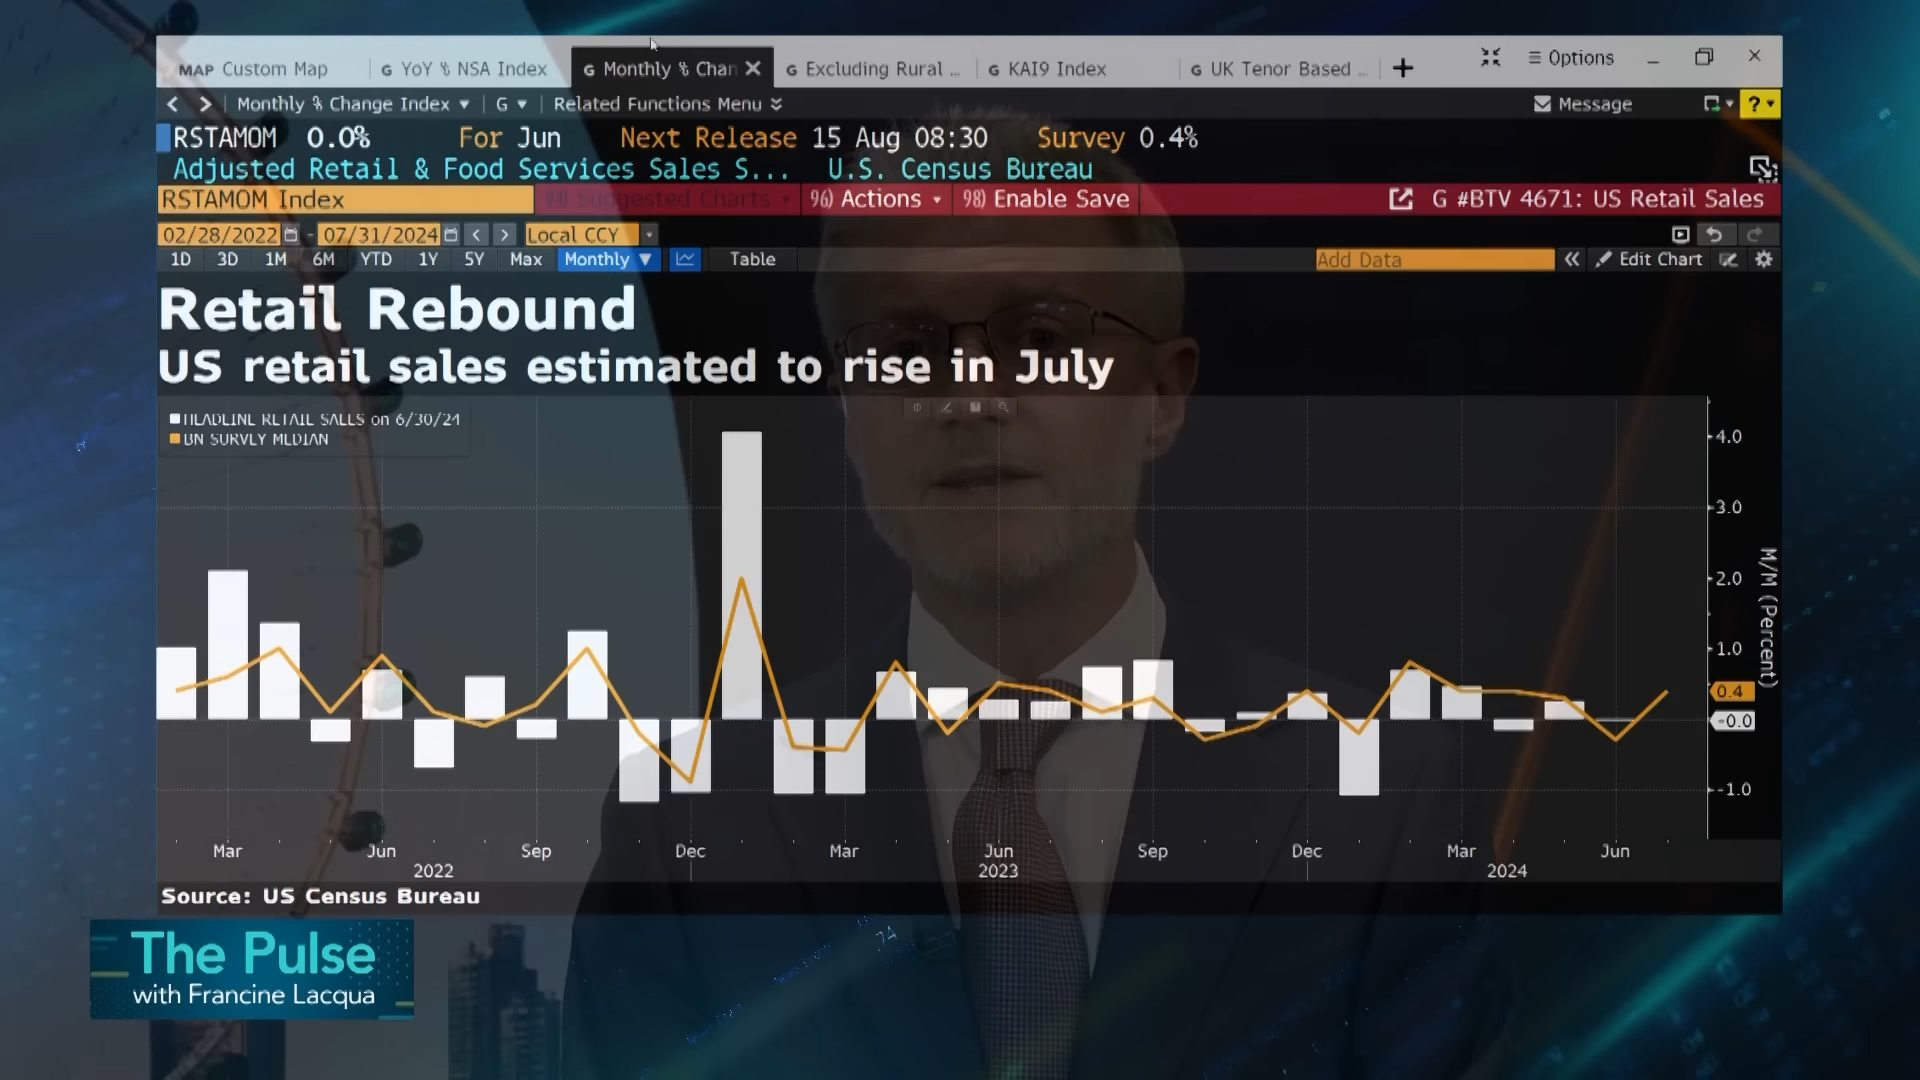 MAP Custom Map G YoY % NSA Index G Monthly % Chan G Excluding Rural ... G KAI9 Index G UK Tenor Based ... Options
Monthly % Change Index G Related Functions Menu Message ?
RSTAMOM 0.0% For Jun Next Release 15 Aug 08:30 Survey 0.4%
Adjusted Retail & Food Services Sales S... U.S. Census Bureau
RSTAMOM Index Suggested Charts 96) Actions 98) Enable Save G #BTV 4671: US Retail Sales
02/28/2022 - 07/31/2024 Local CCY
1D 3D 1M 6M YTD 1Y 5Y Max Monthly Table Add Data Edit Chart
Retail Rebound
US retail sales estimated to rise in July
HEADLINE RETAIL SALES on 6/30/24
BN SURVEY MEDIAN
4.0
3.0
2.0
1.0
0.4
-0.0
-1.0
M/M (Percent)
Mar Jun Sep Dec Mar Jun Sep Dec Mar Jun
2022 2023 2024
Source: US Census Bureau
The Pulse
with Francine Lacqua